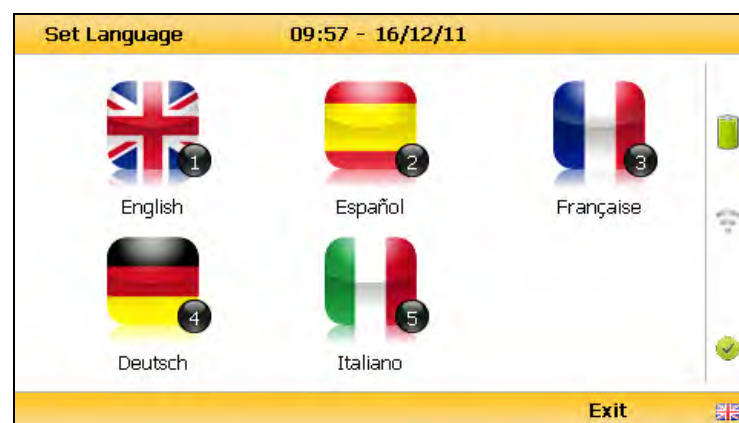 Set Language 09:57 - 16/12/11
1 2 3
English Español Française
4 5
Deutsch Italiano
Exit